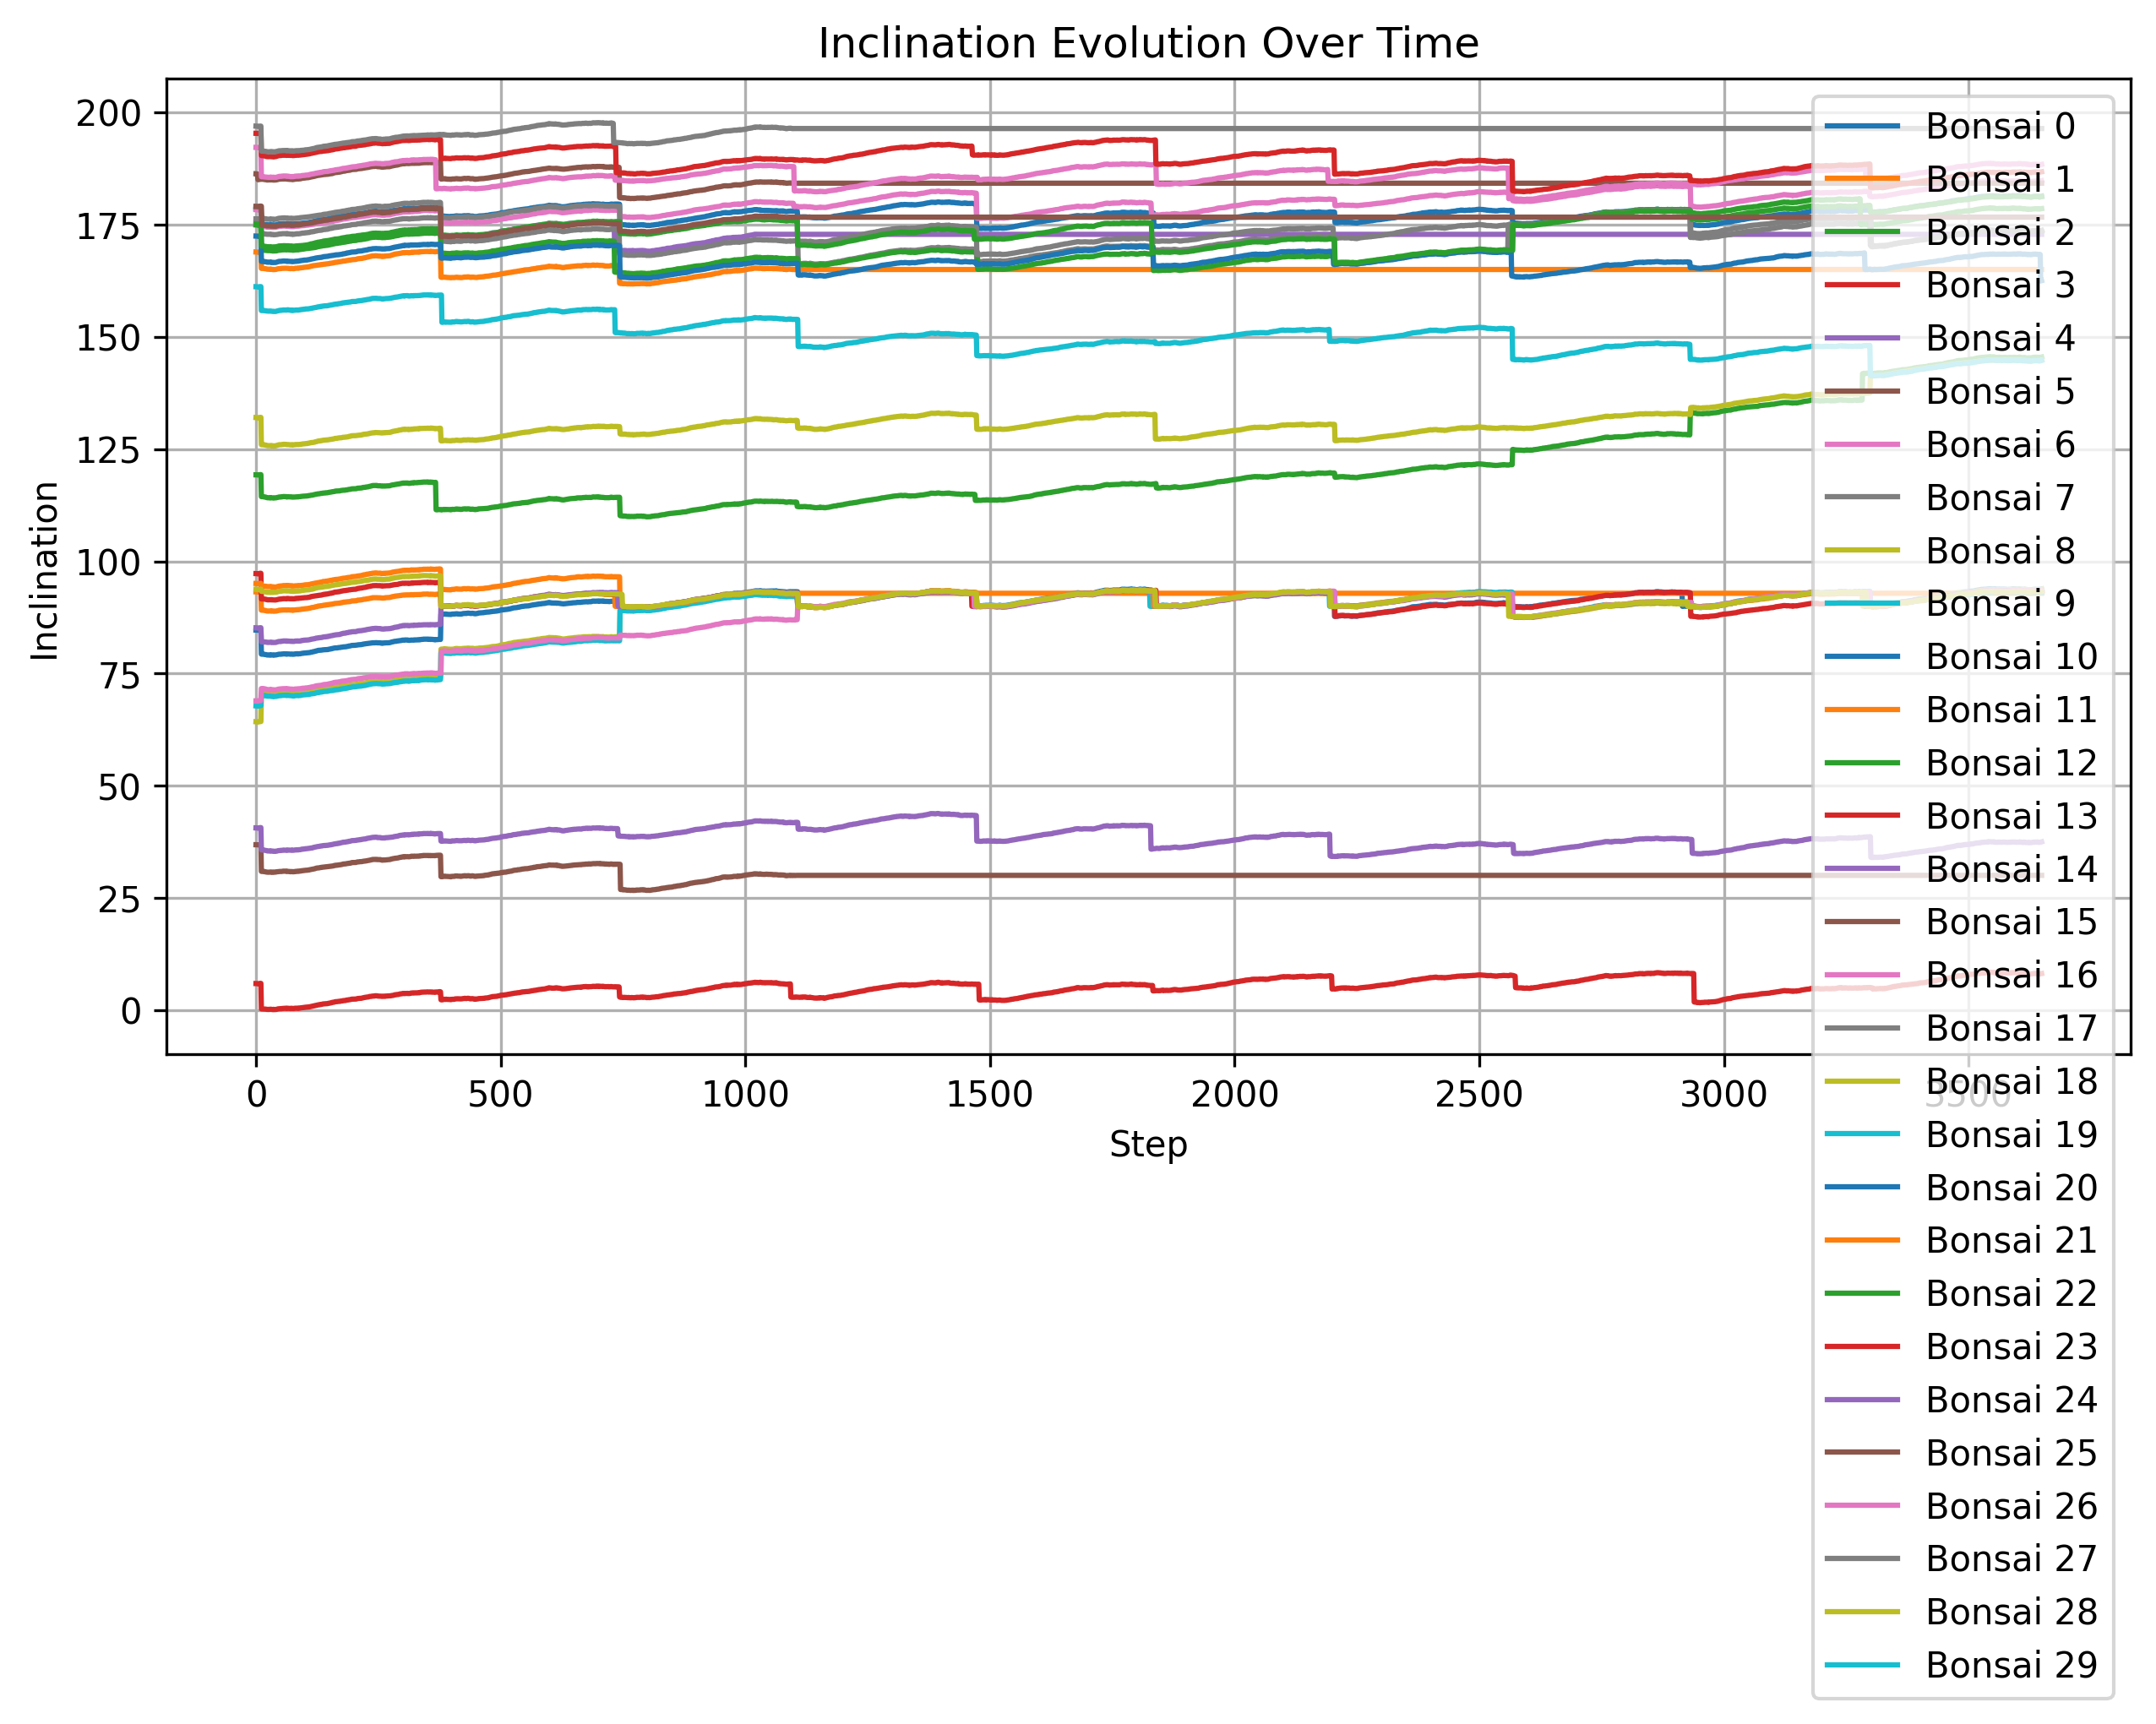 Inclination Evolution Over Time
Inclination
200
175
150
125
100
75
50
25
0
0
500
1000
1500
2000
2500
3000
3500
Step
Bonsai 0
Bonsai 1
Bonsai 2
Bonsai 3
Bonsai 4
Bonsai 5
Bonsai 6
Bonsai 7
Bonsai 8
Bonsai 9
Bonsai 10
Bonsai 11
Bonsai 12
Bonsai 13
Bonsai 14
Bonsai 15
Bonsai 16
Bonsai 17
Bonsai 18
Bonsai 19
Bonsai 20
Bonsai 21
Bonsai 22
Bonsai 23
Bonsai 24
Bonsai 25
Bonsai 26
Bonsai 27
Bonsai 28
Bonsai 29